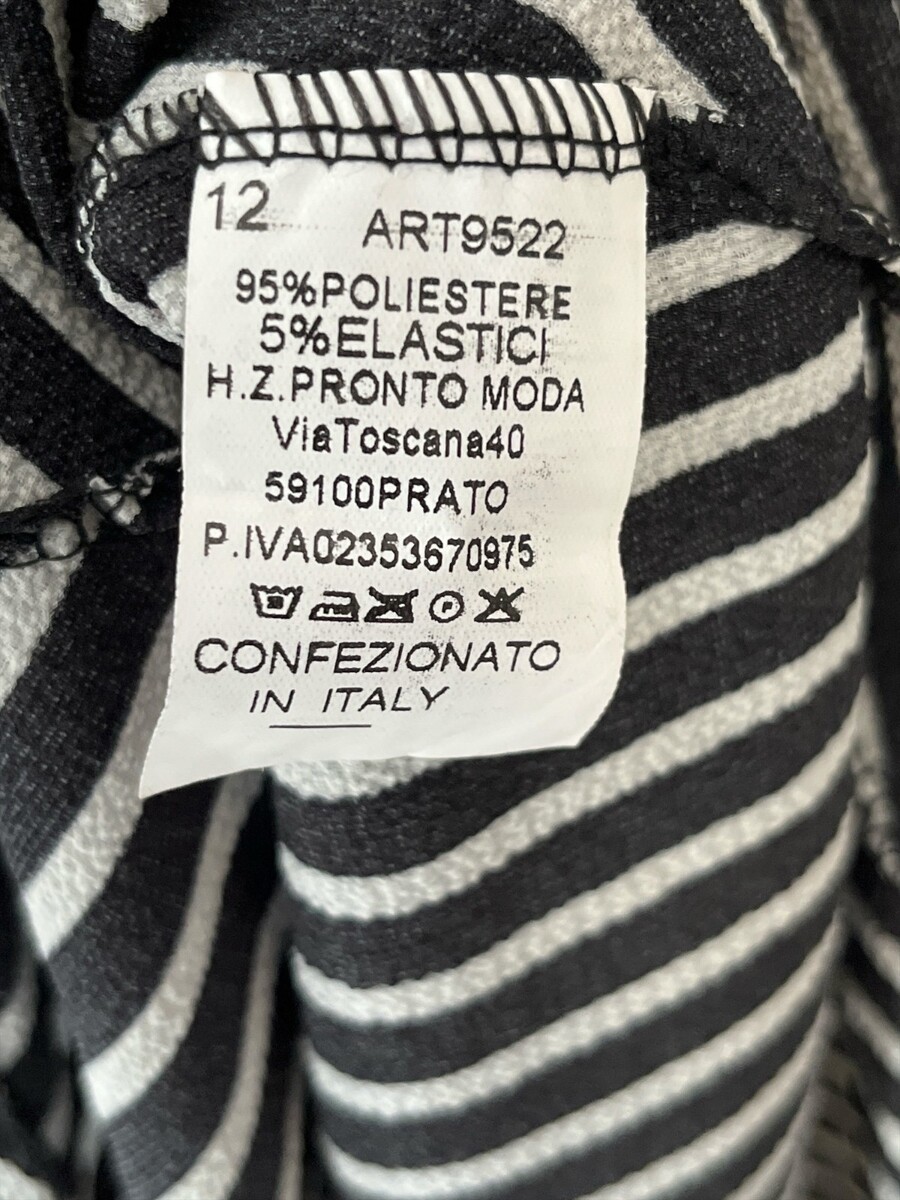 12 ART9522
95%POLIESTERE
5%ELASTICI
H.Z.PRONTO MODA
ViaToscana40
59100PRATO
P.IVA02353670975
CONFEZIONATO
IN ITALY